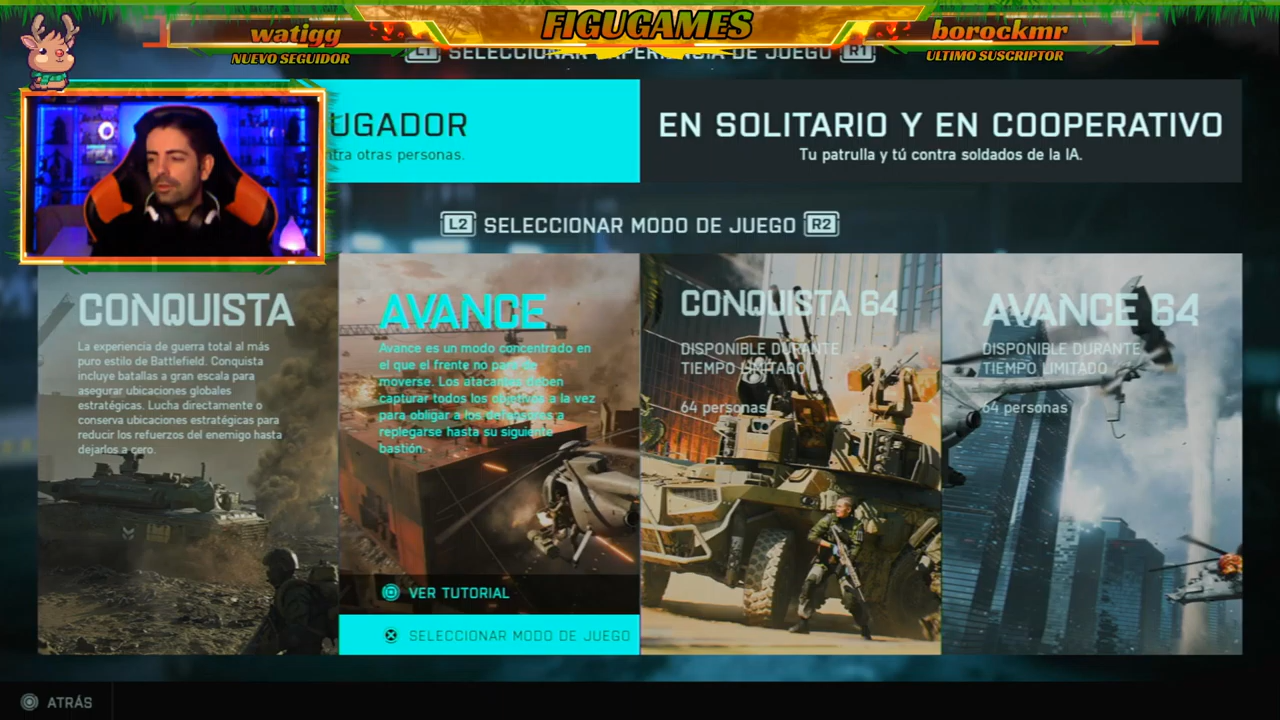 FIGUGAMES
watigg
NUEVO SEGUIDOR
borockmr
ULTIMO SUSCRIPTOR
L1 SELECCIONAR EXPERIENCIA DE JUEGO R1
UGADOR
ntra otras personas.
EN SOLITARIO Y EN COOPERATIVO
Tu patrulla y tú contra soldados de la IA.
L2 SELECCIONAR MODO DE JUEGO R2
CONQUISTA
La experiencia de guerra total al más
puro estilo de Battlefield. Conquista
incluye batallas a gran escala para
asegurar ubicaciones globales
estratégicas. Lucha directamente o
conserva ubicaciones estratégicas para
reducir los refuerzos del enemigo hasta
dejarlos a cero.
AVANCE
Avance es un modo concentrado en
el que el frente no para de
moverse. Los atacantes deben
capturar todos los objetivos a la vez
para obligar a los defensores a
replegarse hasta su siguiente
bastión.
VER TUTORIAL
SELECCIONAR MODO DE JUEGO
CONQUISTA 64
DISPONIBLE DURANTE
TIEMPO LIMITADO
64 personas
AVANCE 64
DISPONIBLE DURANTE
TIEMPO LIMITADO
64 personas
ATRÁS